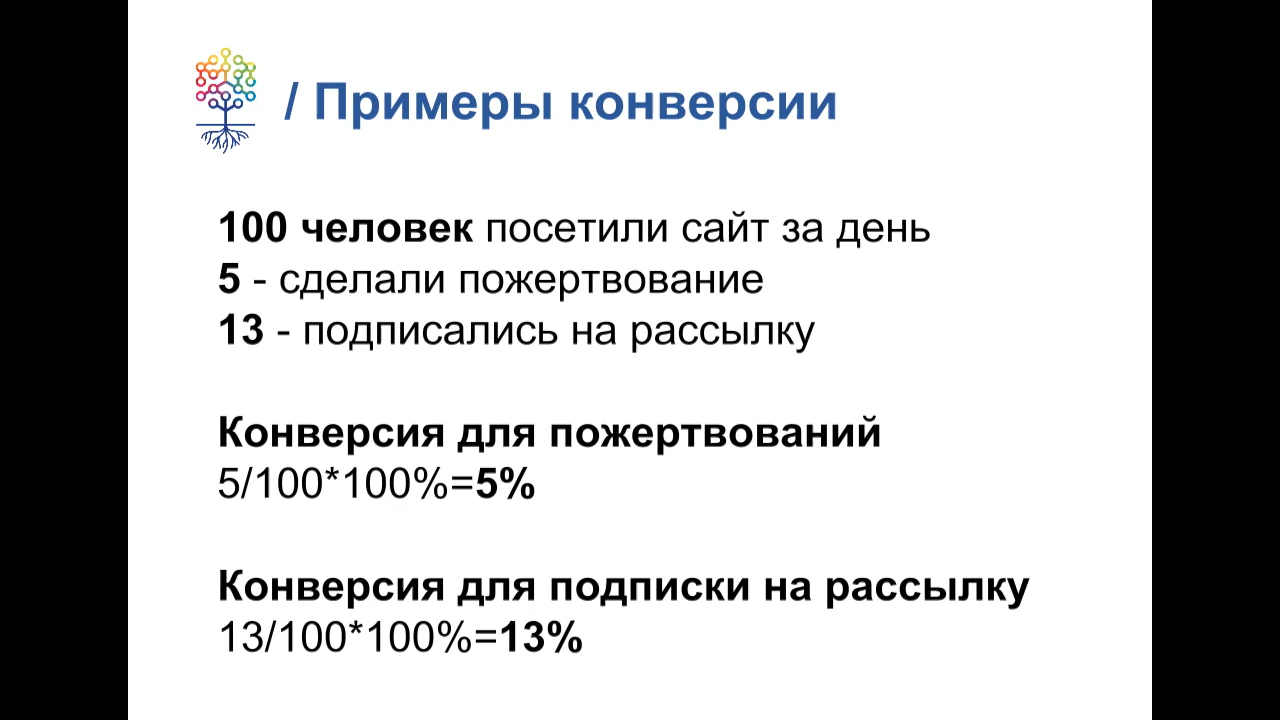 / Примеры конверсии
100 человек посетили сайт за день
5 - сделали пожертвование
13 - подписались на рассылку
Конверсия для пожертвований
5/100*100%=5%
Конверсия для подписки на рассылку
13/100*100%=13%